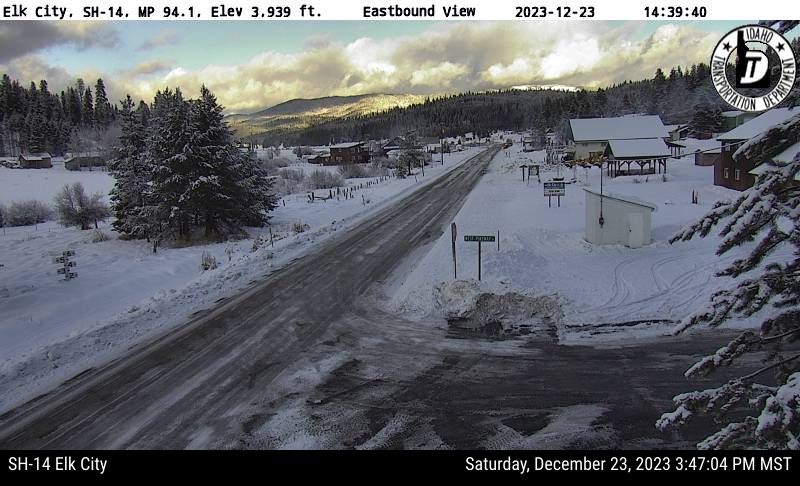 Elk City, SH-14, MP 94.1, Elev 3,939 ft. Eastbound View 2023-12-23 14:39:40
IDAHO
TRANSPORTATION DEPARTMENT
SH-14 Elk City Saturday, December 23, 2023 3:47:04 PM MST